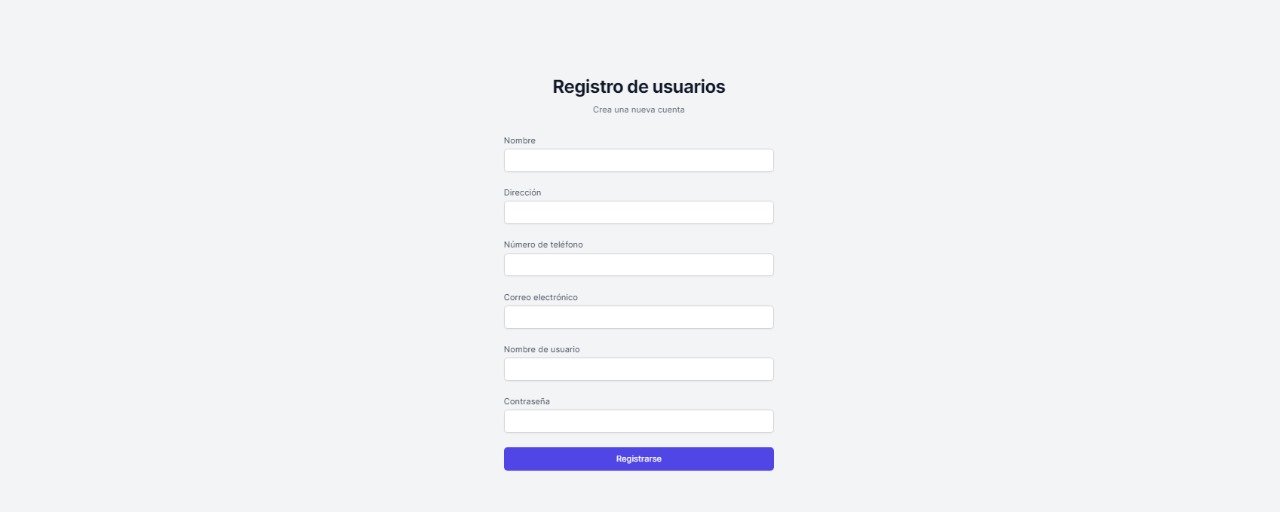 Registro de usuarios
Crea una nueva cuenta
Nombre
Dirección
Número de teléfono
Correo electrónico
Nombre de usuario
Contraseña
Registrarse